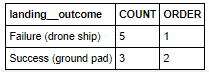 landing__outcome COUNT ORDER
Failure (drone ship) 5 1
Success (ground pad) 3 2